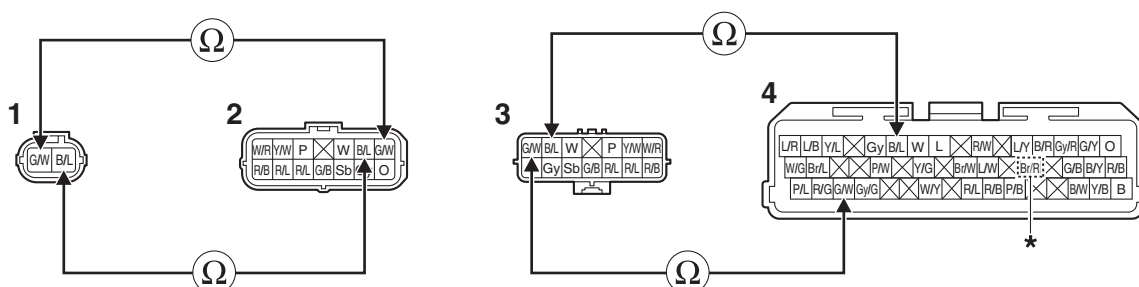 Ω
Ω
1
2
3
4
G/W B/L
W/R Y/W P W B/L G/W
R/B R/L R/L G/B Sb O
G/W B/L W P Y/W W/R
Gy Sb G/B R/L R/L R/B
L/R L/B Y/L Gy B/L W L R/W L/Y B/R Gy/R G/Y O
W/G Br/L P/W Y/G Br/W L/W Br/R G/B B/Y R/B
P/L R/G G/W Gy/G W/Y R/L R/B P/B B/W Y/B B
*
Ω
Ω